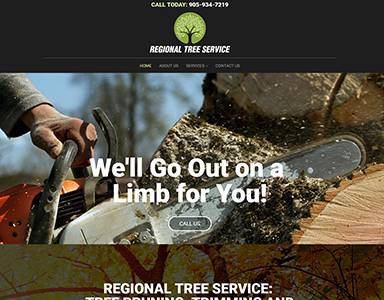 CALL TODAY: 905-934-7219
REGIONAL TREE SERVICE
HOME ABOUT US SERVICES CONTACT US
We'll Go Out on a
Limb for You!
CALL US
REGIONAL TREE SERVICE:
TREE PRUNING, TRIMMING AND